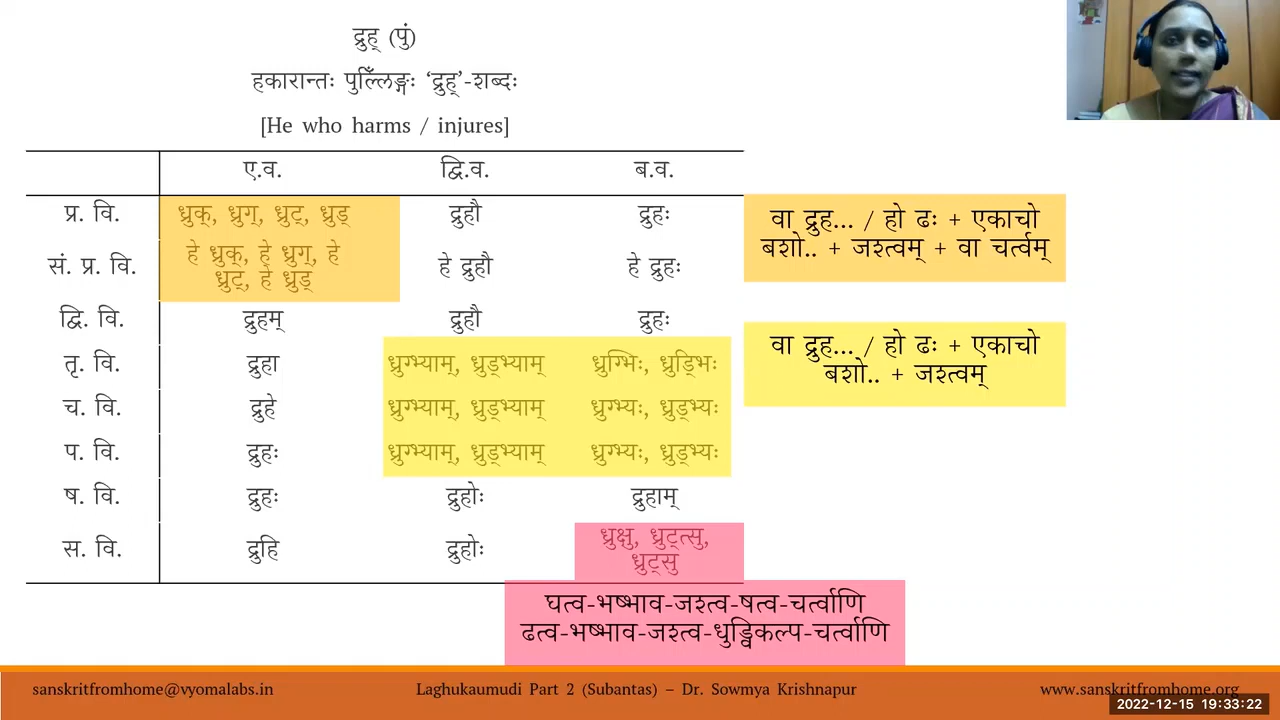 द्रुह् (पुं)
हकारान्तः पुल्लिँङ्गः ‘द्रुह्’-शब्दः
[He who harms / injures]
ए.व. द्वि.व. ब.व.
प्र. वि. ध्रुक्, ध्रुग्, ध्रुट्, ध्रुड् द्रुहौ द्रुहः
सं. प्र. वि. हे ध्रुक्, हे ध्रुग्, हे ध्रुट्, हे ध्रुड् हे द्रुहौ हे द्रुहः
द्वि. वि. द्रुहम् द्रुहौ द्रुहः
तृ. वि. द्रुहा ध्रुग्भ्याम्, ध्रुड्भ्याम् ध्रुग्भिः, ध्रुड्भिः
च. वि. द्रुहे ध्रुग्भ्याम्, ध्रुड्भ्याम् ध्रुग्भ्यः, ध्रुड्भ्यः
प. वि. द्रुहः ध्रुग्भ्याम्, ध्रुड्भ्याम् ध्रुग्भ्यः, ध्रुड्भ्यः
ष. वि. द्रुहः द्रुहोः द्रुहाम्
स. वि. द्रुहि द्रुहोः ध्रुक्षु, ध्रुट्त्सु, ध्रुट्सु
वा द्रुह... / हो ढः + एकाचो
बशो.. + जश्त्वम् + वा चर्त्वम्
वा द्रुह... / हो ढः + एकाचो
बशो.. + जश्त्वम्
घत्व-भष्भाव-जश्त्व-षत्व-चर्त्वाणि
ढत्व-भष्भाव-जश्त्व-धुड्विकल्प-चर्त्वाणि
sanskritfromhome@vyomalabs.in Laghukaumudi Part 2 (Subantas) – Dr. Sowmya Krishnapur www.sanskritfromhome.org
2022-12-15 19:33:22